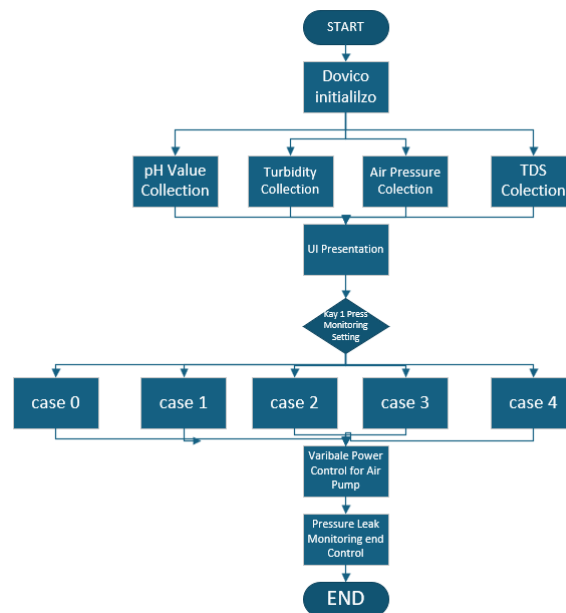 START
Dovico
initialilzo
pH Value
Collection
Turbidity
Collection
Air Pressure
Colection
TDS
Colection
UI Presentation
Kay 1 Press
Monitoring
Setting
case 0
case 1
case 2
case 3
case 4
Varibale Power
Control for Air
Pump
Pressure Leak
Monitoring end
Control
END